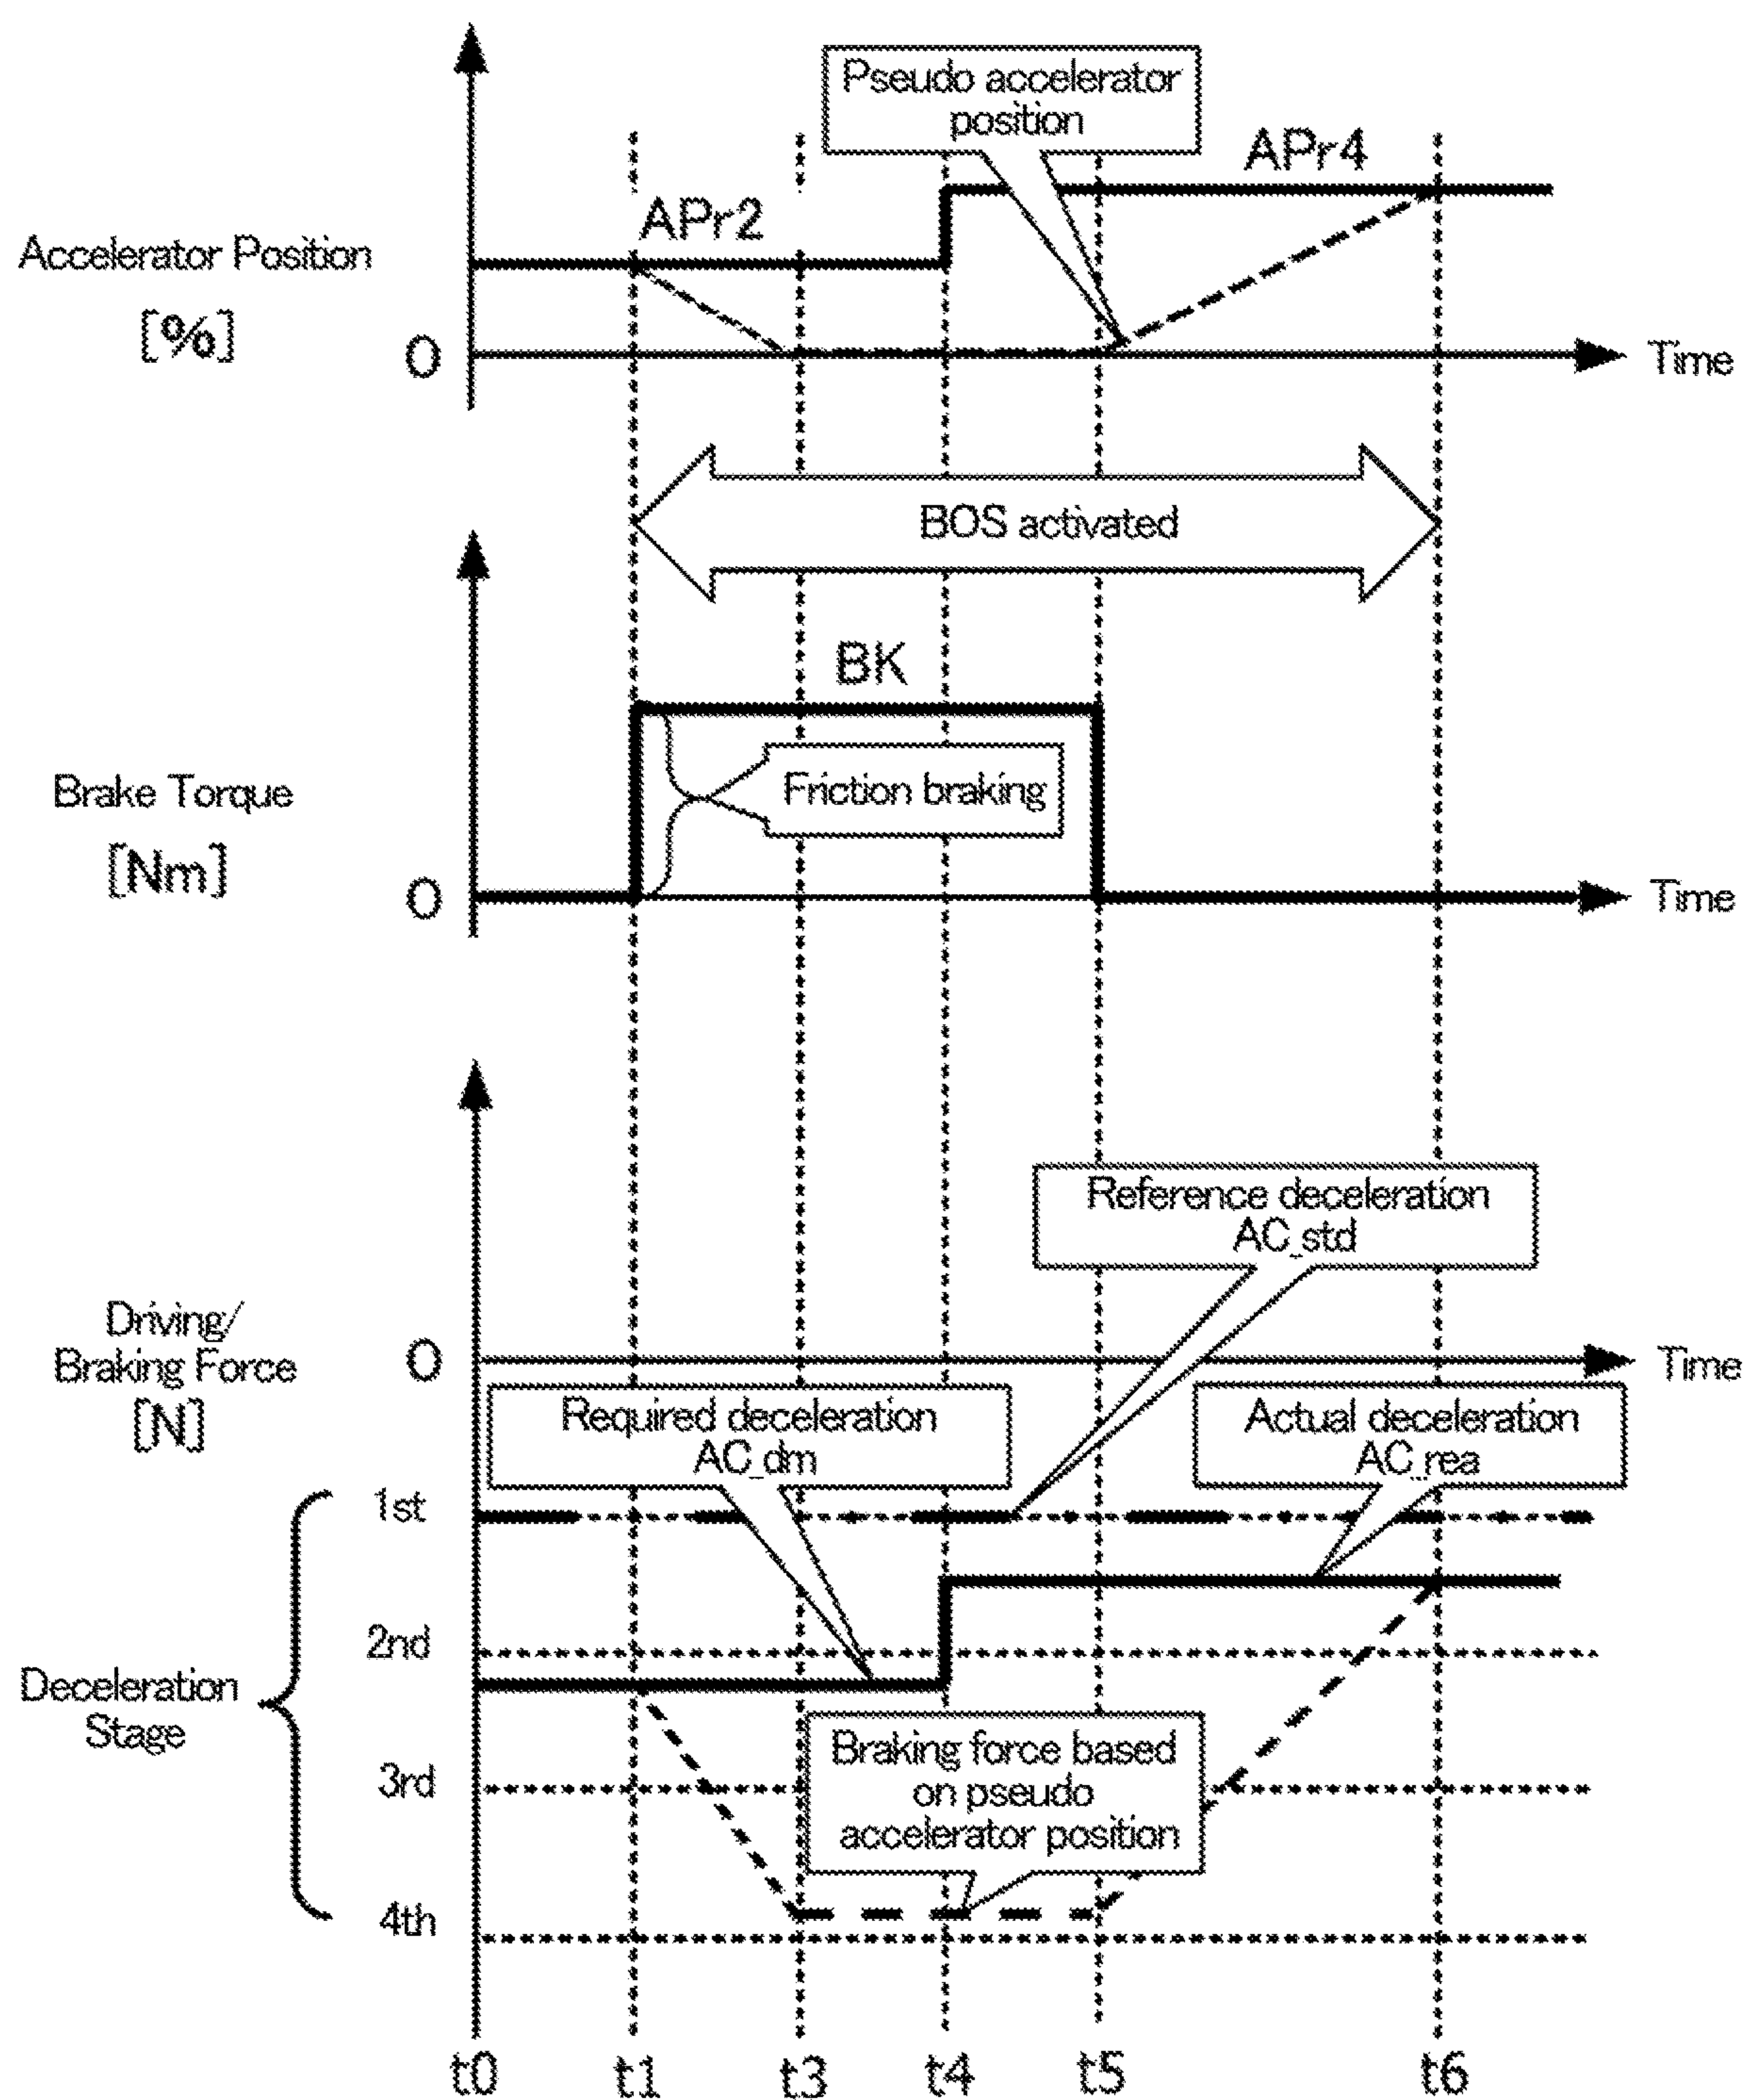 Pseudo accelerator
position
APr4
APr2
Accelerator Position
[%]
0
Time
BOS activated
BK
Friction braking
Brake Torque
[Nm]
0
Time
Reference deceleration
AC_std
Driving/
Braking Force
[N]
0
Time
Required deceleration
AC_dm
Actual deceleration
AC_rea
1st
2nd
Deceleration
Stage
Braking force based
on pseudo
accelerator position
3rd
4th
t0 t1 t3 t4 t5 t6